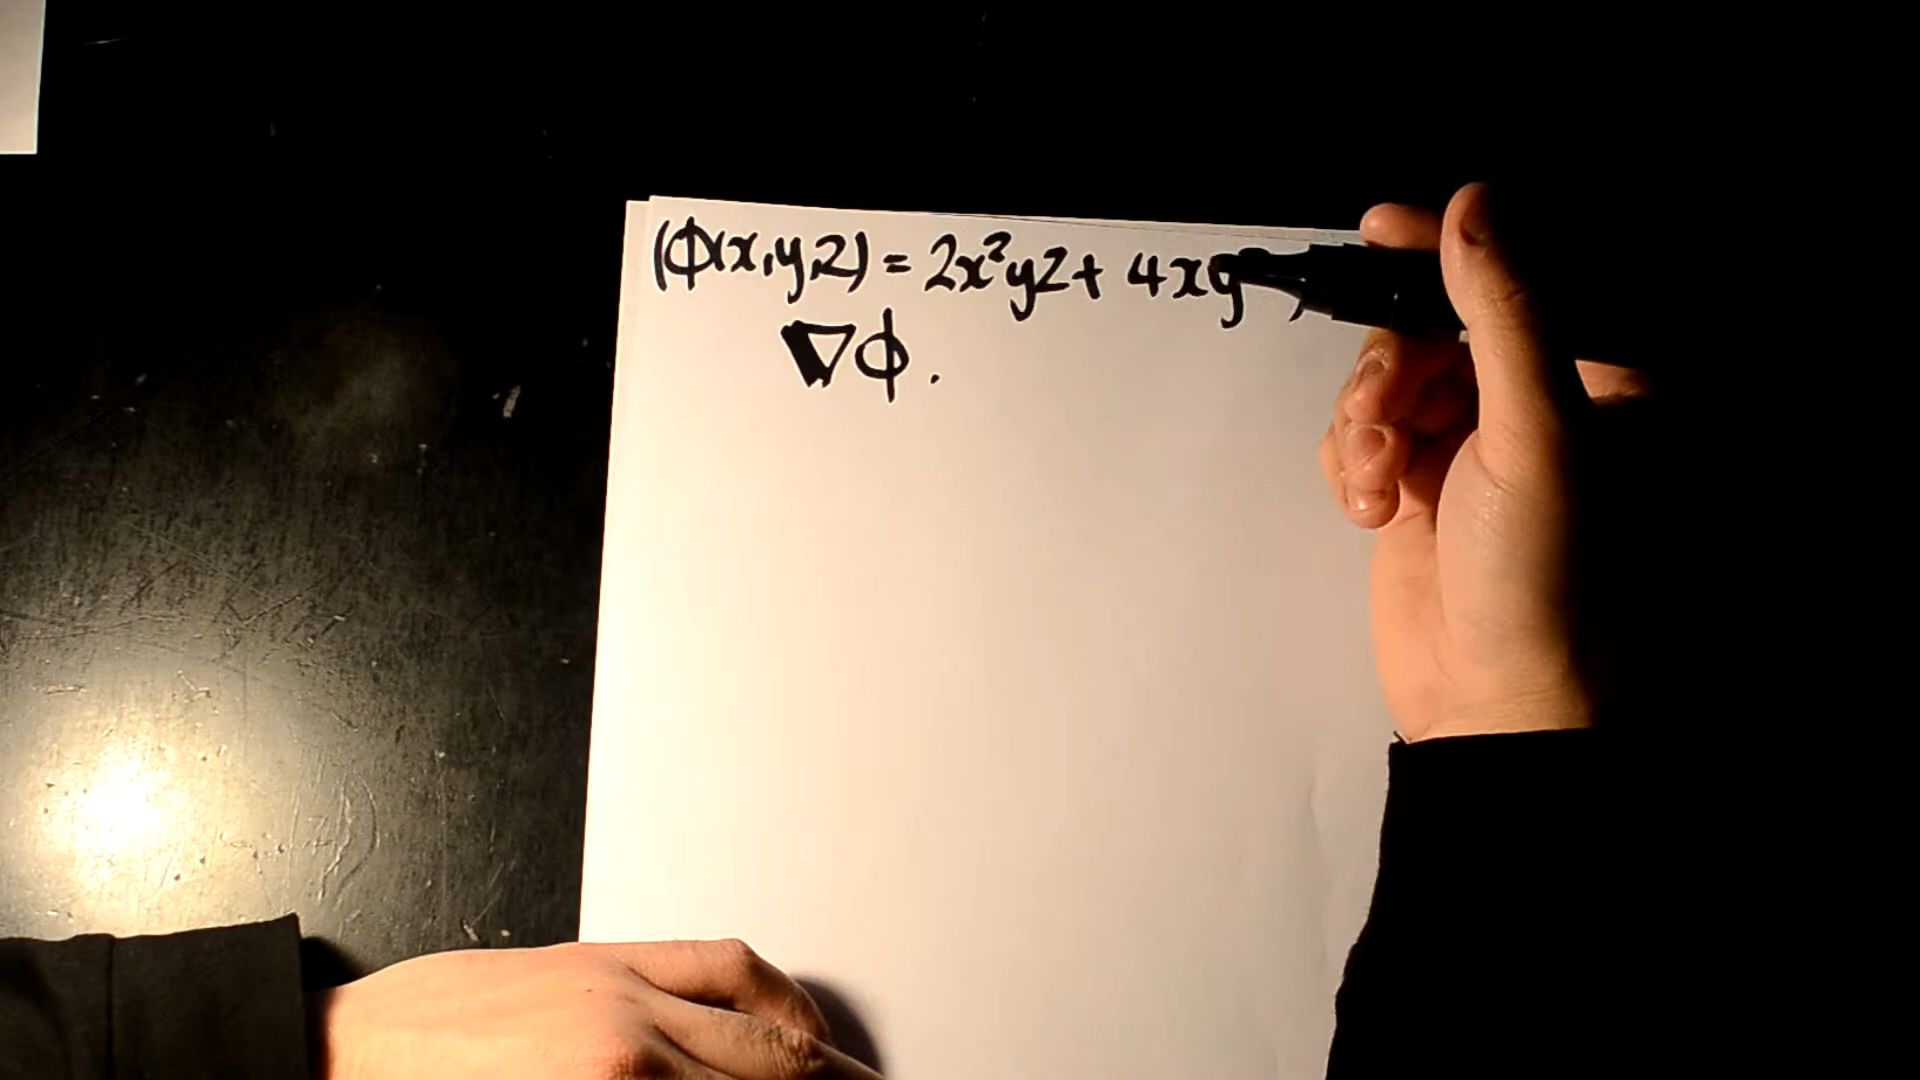 (ϕ(x,y,z) = 2x²yz + 4xy
∇ϕ.